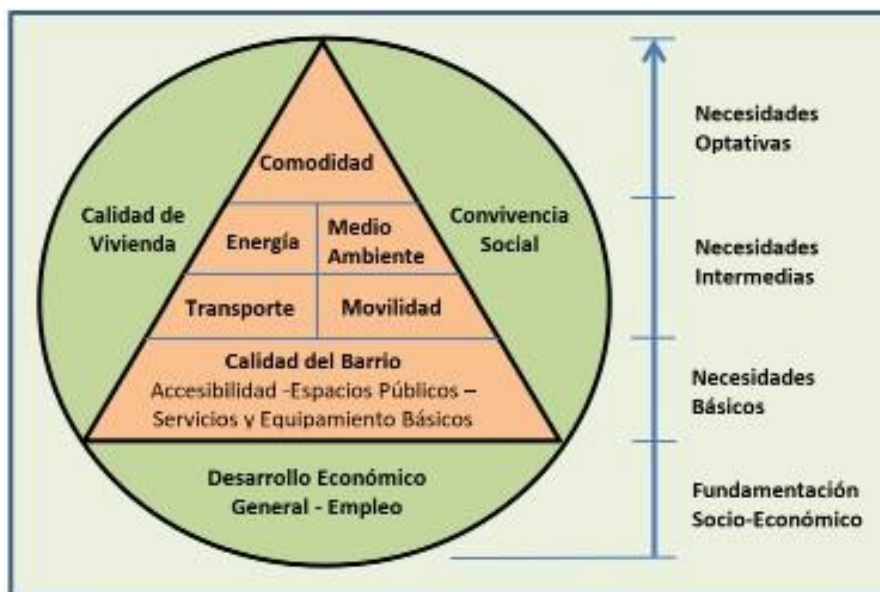 Comodidad
Calidad de
Vivienda
Energía
Medio
Ambiente
Convivencia
Social
Transporte
Movilidad
Calidad del Barrio
Accesibilidad -Espacios Públicos –
Servicios y Equipamiento Básicos
Desarrollo Económico
General - Empleo
Necesidades
Optativas
Necesidades
Intermedias
Necesidades
Básicos
Fundamentación
Socio-Económico